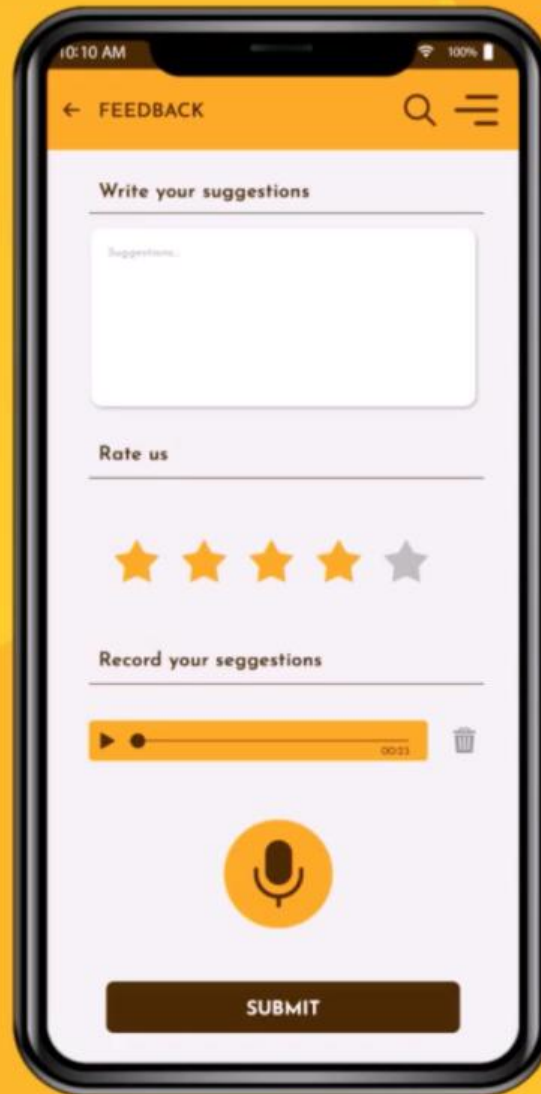 10:10 AM 100%
FEEDBACK
Write your suggestions
Suggestions..
Rate us
Record your seggestions
00:23
SUBMIT